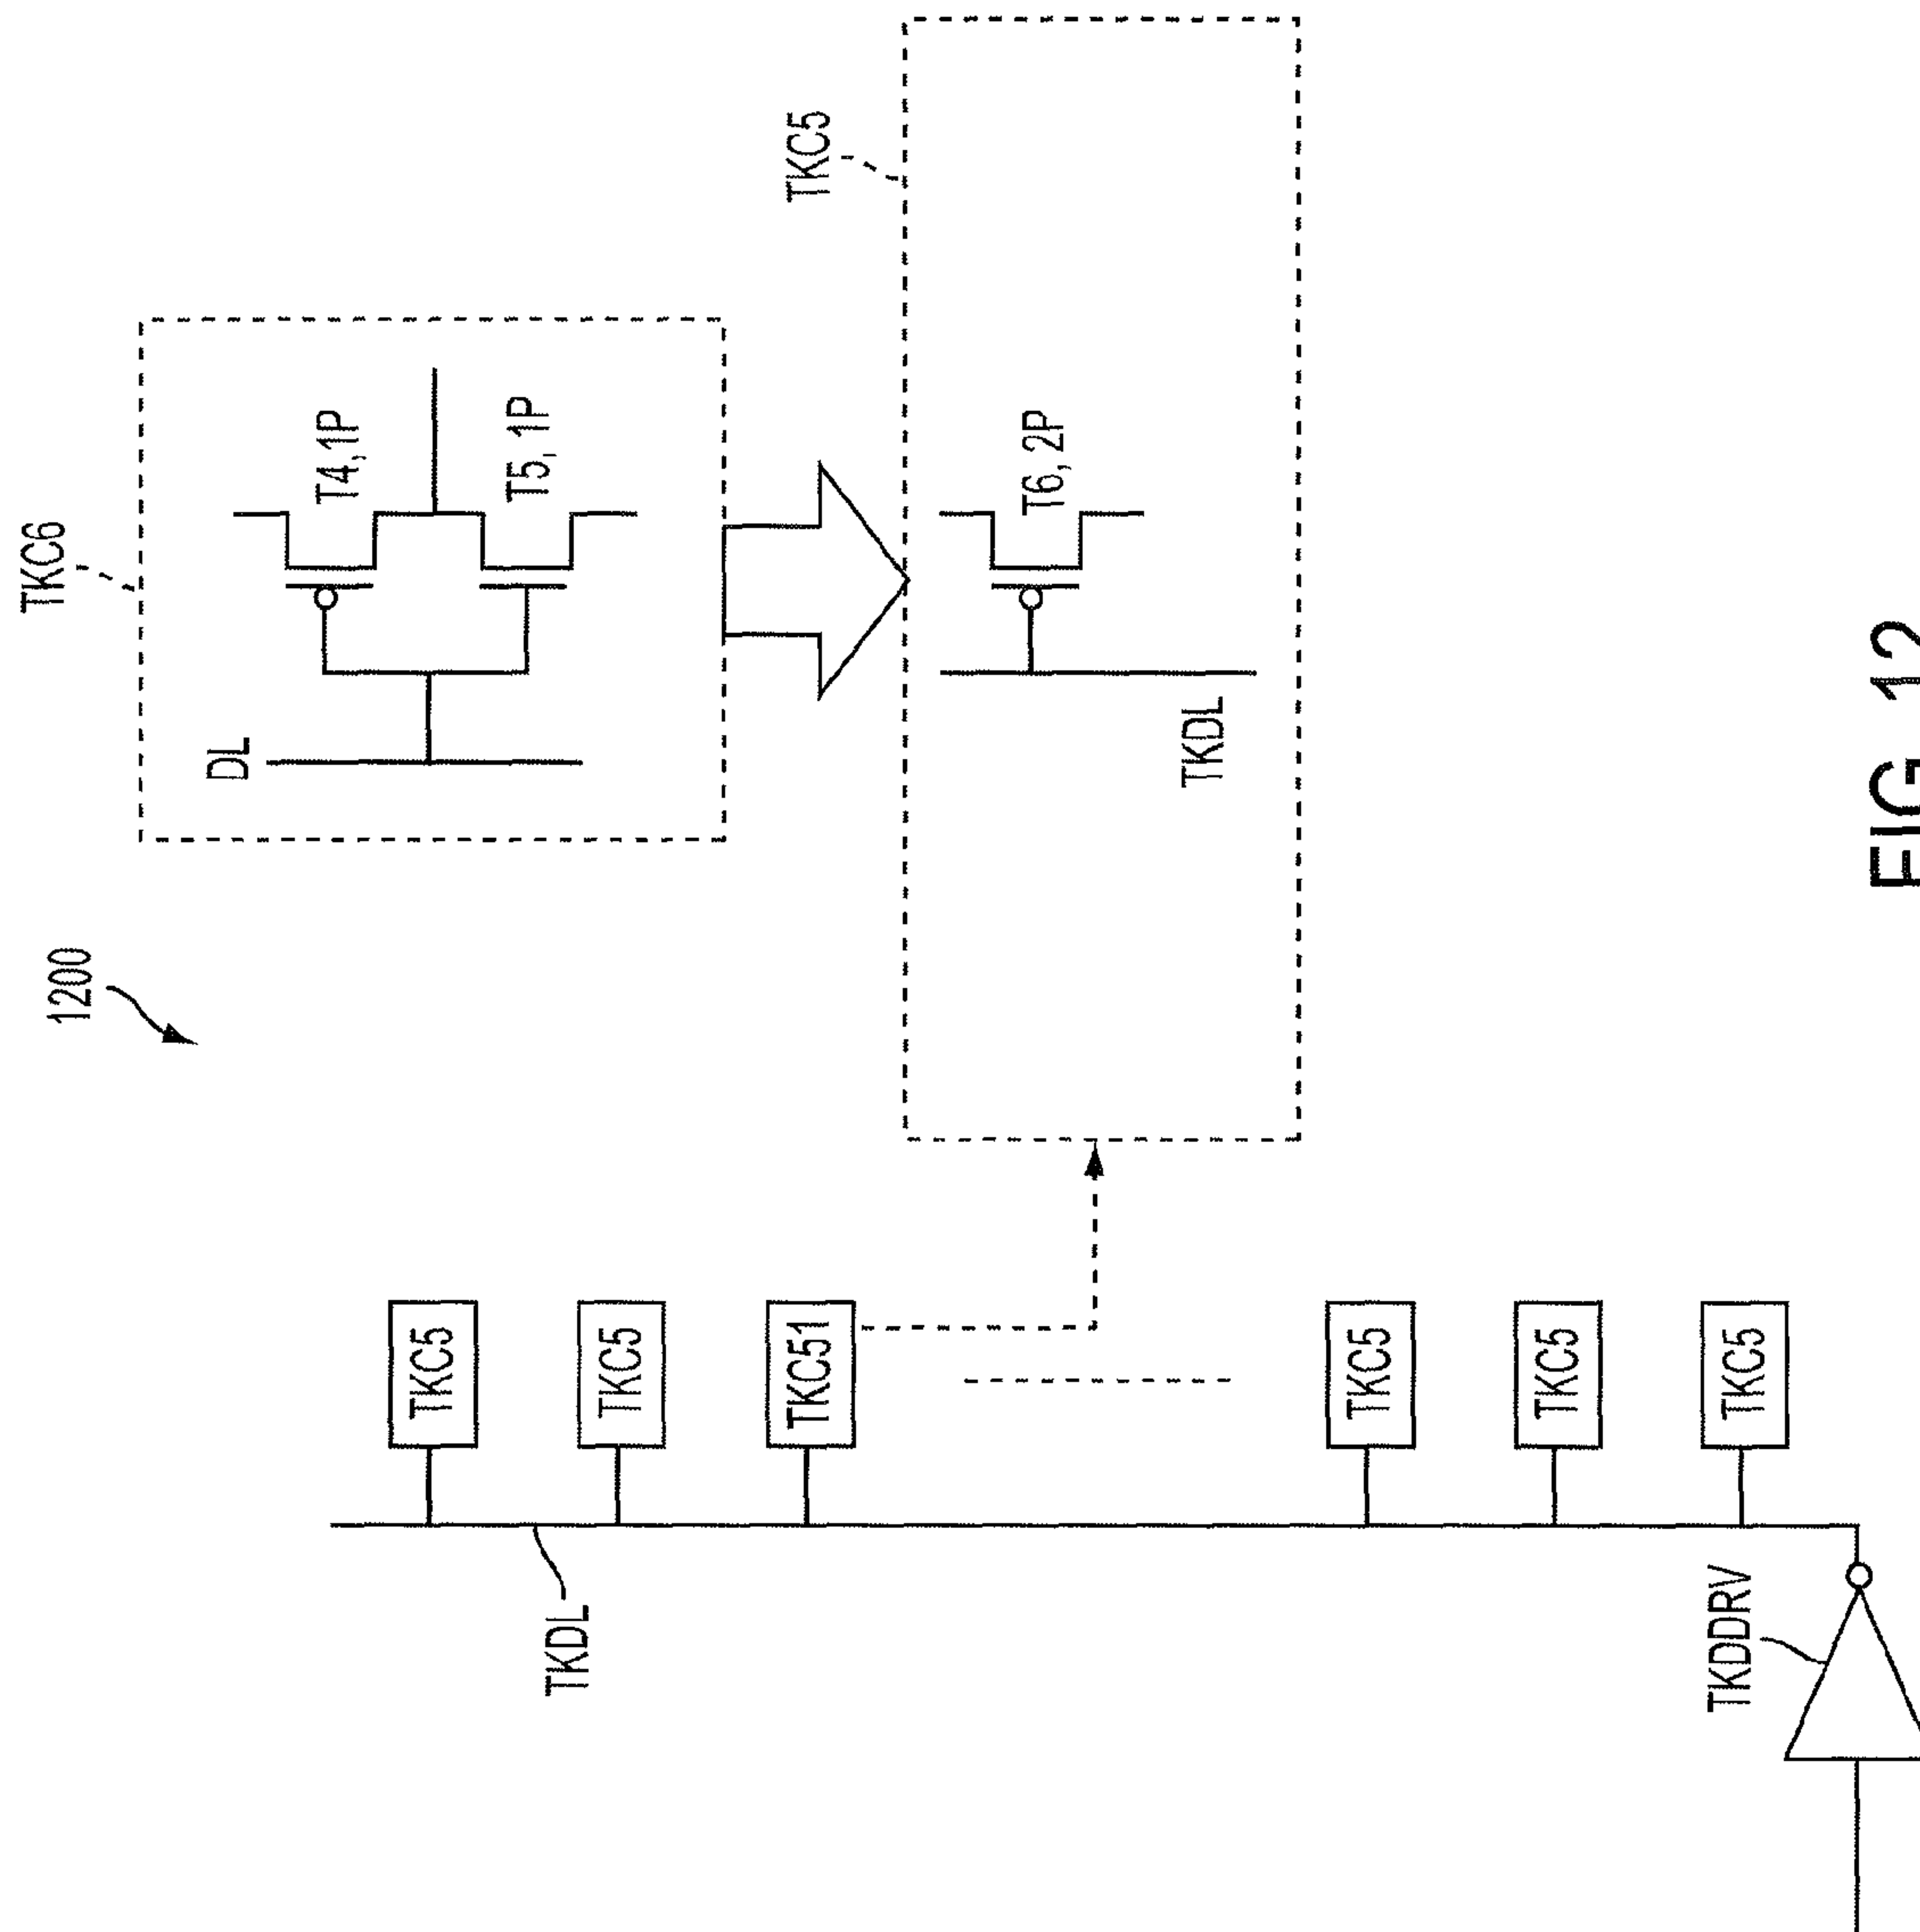 1200
TKC6
DL
T4,1P
T5, 1P
TKC5
T6, 2P
TKDL
TKC5
TKC5
TKC51
TKC5
TKC5
TKC5
TKDL
TKDDRV
FIG. 12